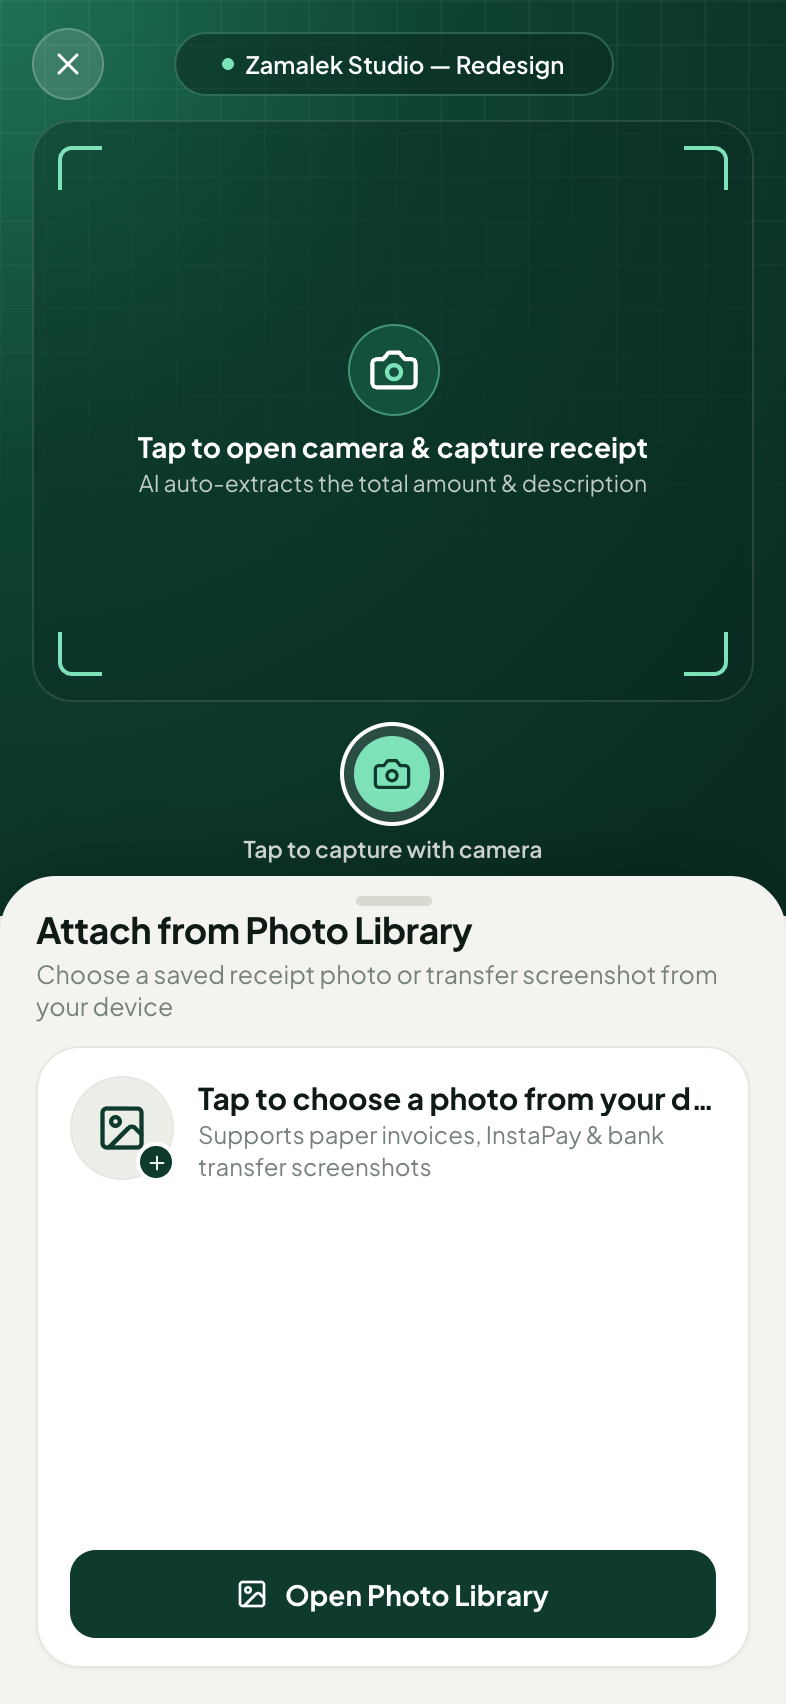 Zamalek Studio — Redesign
Tap to open camera & capture receipt
AI auto-extracts the total amount & description
Tap to capture with camera
Attach from Photo Library
Choose a saved receipt photo or transfer screenshot from
your device
Tap to choose a photo from your d...
Supports paper invoices, InstaPay & bank
transfer screenshots
Open Photo Library